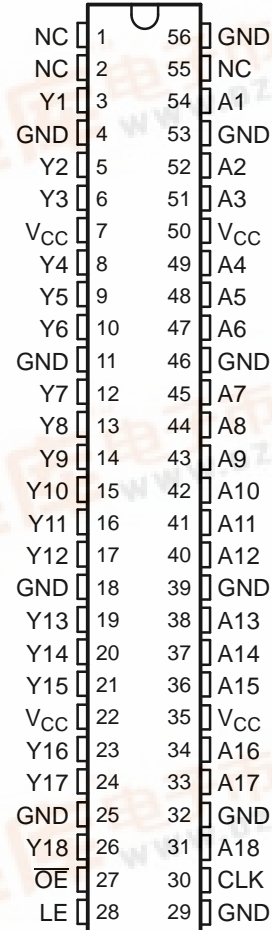 NC 1 56 GND
NC 2 55 NC
Y1 3 54 A1
GND 4 53 GND
Y2 5 52 A2
Y3 6 51 A3
VCC 7 50 VCC
Y4 8 49 A4
Y5 9 48 A5
Y6 10 47 A6
GND 11 46 GND
Y7 12 45 A7
Y8 13 44 A8
Y9 14 43 A9
Y10 15 42 A10
Y11 16 41 A11
Y12 17 40 A12
GND 18 39 GND
Y13 19 38 A13
Y14 20 37 A14
Y15 21 36 A15
VCC 22 35 VCC
Y16 23 34 A16
Y17 24 33 A17
GND 25 32 GND
Y18 26 31 A18
OE 27 30 CLK
LE 28 29 GND